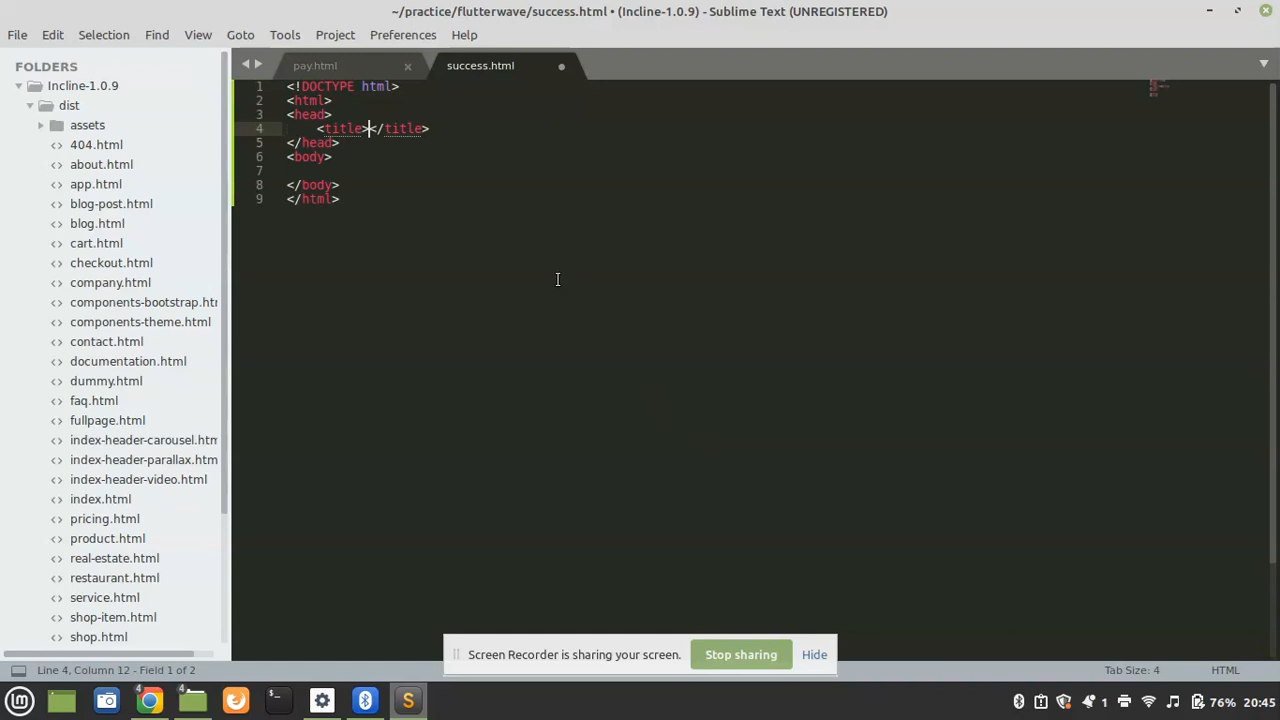 ~/practice/flutterwave/success.html • (Incline-1.0.9) - Sublime Text (UNREGISTERED)
File Edit Selection Find View Goto Tools Project Preferences Help
FOLDERS
Incline-1.0.9
dist
assets
404.html
about.html
app.html
blog-post.html
blog.html
cart.html
checkout.html
company.html
components-bootstrap.htr
components-theme.html
contact.html
documentation.html
dummy.html
faq.html
fullpage.html
index-header-carousel.htm
index-header-parallax.htm
index-header-video.html
index.html
pricing.html
product.html
real-estate.html
restaurant.html
service.html
shop-item.html
shop.html
pay.html × success.html
1 <!DOCTYPE html>
2 <html>
3 <head>
4 <title></title>
5 </head>
6 <body>
7
8 </body>
9 </html>
Screen Recorder is sharing your screen. Stop sharing Hide
Line 4, Column 12 - Field 1 of 2 Tab Size: 4 HTML
4 4 1 76% 20:45